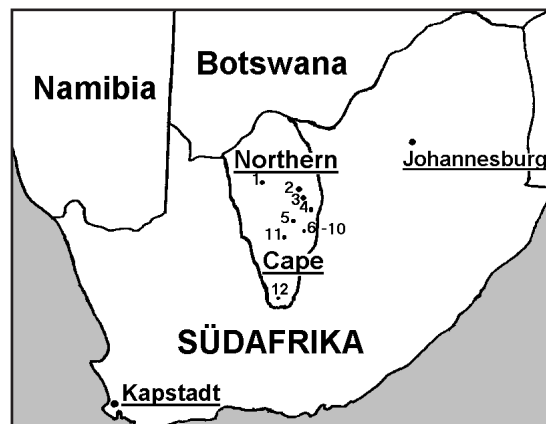 Botswana
Namibia
Johannesburg
Northern
1
2
3
4
5
6 -10
11
Cape
12
SÜDAFRIKA
Kapstadt